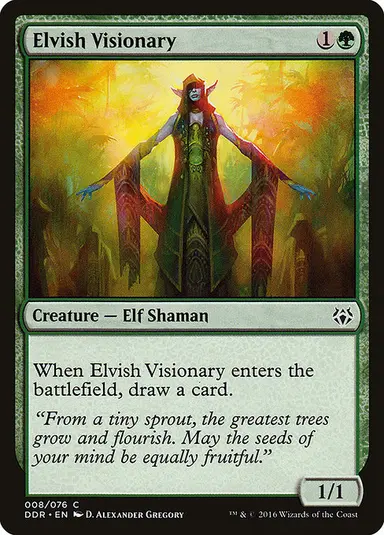 Elvish Visionary 1
Creature — Elf Shaman
When Elvish Visionary enters the
battlefield, draw a card.
“From a tiny sprout, the greatest trees
grow and flourish. May the seeds of
your mind be equally fruitful.”
1/1
008/076 C
DDR • EN D. Alexander Gregory
™ & © 2016 Wizards of the Coast